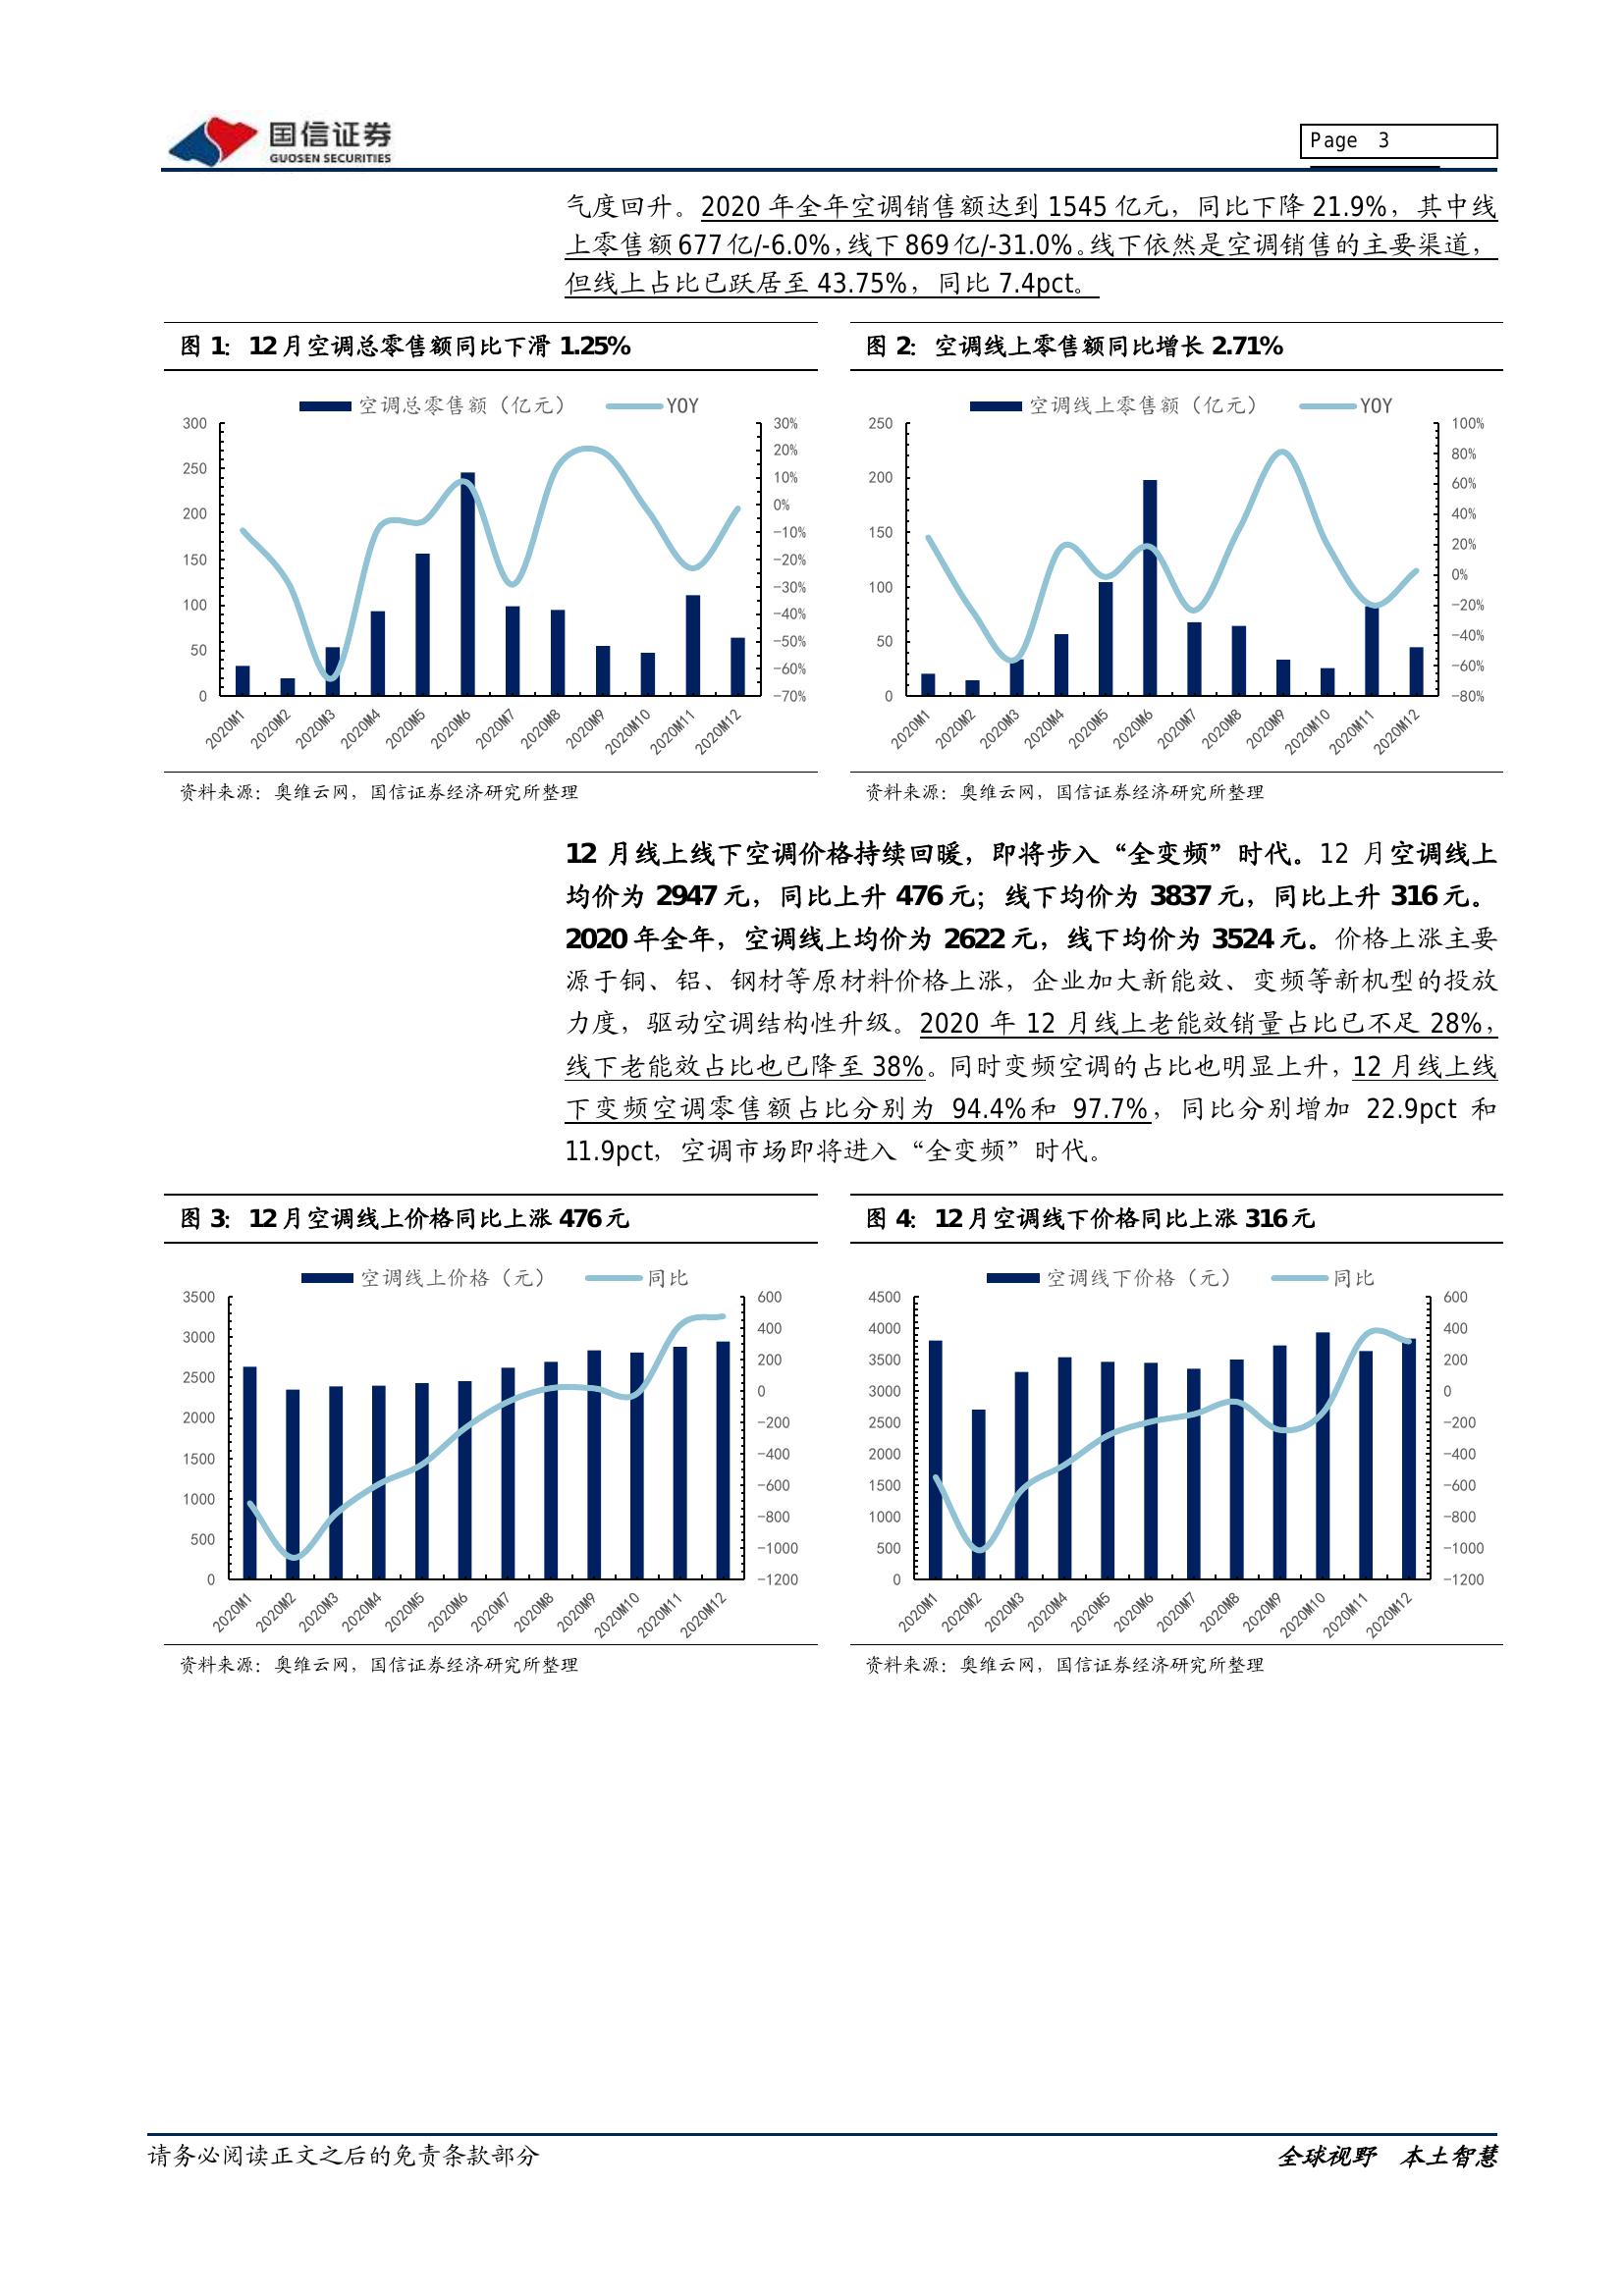 国信证券
GUOSEN SECURITIES
Page 3
气度回升。2020 年全年空调销售额达到 1545 亿元，同比下降 21.9%，其中线
上零售额 677 亿/-6.0%，线下 869 亿/-31.0%。线下依然是空调销售的主要渠道，
但线上占比已跃居至 43.75%，同比 7.4pct。
图 1：12 月空调总零售额同比下滑 1.25%
空调总零售额（亿元） YOY
300
250
200
150
100
50
0
30%
20%
10%
0%
-10%
-20%
-30%
-40%
-50%
-60%
-70%
2020M1 2020M2 2020M3 2020M4 2020M5 2020M6 2020M7 2020M8 2020M9 2020M10 2020M11 2020M12
资料来源：奥维云网，国信证券经济研究所整理
图 2：空调线上零售额同比增长 2.71%
空调线上零售额（亿元） YOY
250
200
150
100
50
0
100%
80%
60%
40%
20%
0%
-20%
-40%
-60%
-80%
2020M1 2020M2 2020M3 2020M4 2020M5 2020M6 2020M7 2020M8 2020M9 2020M10 2020M11 2020M12
资料来源：奥维云网，国信证券经济研究所整理
12 月线上线下空调价格持续回暖，即将步入“全变频”时代。12 月空调线上
均价为 2947 元，同比上升 476 元；线下均价为 3837 元，同比上升 316 元。
2020 年全年，空调线上均价为 2622 元，线下均价为 3524 元。价格上涨主要
源于铜、铝、钢材等原材料价格上涨，企业加大新能效、变频等新机型的投放
力度，驱动空调结构性升级。2020 年 12 月线上老能效销量占比已不足 28%，
线下老能效占比也已降至 38%。同时变频空调的占比也明显上升，12 月线上线
下变频空调零售额占比分别为 94.4%和 97.7%，同比分别增加 22.9pct 和
11.9pct，空调市场即将进入“全变频”时代。
图 3：12 月空调线上价格同比上涨 476 元
空调线上价格（元） 同比
3500
3000
2500
2000
1500
1000
500
0
600
400
200
0
-200
-400
-600
-800
-1000
-1200
2020M1 2020M2 2020M3 2020M4 2020M5 2020M6 2020M7 2020M8 2020M9 2020M10 2020M11 2020M12
资料来源：奥维云网，国信证券经济研究所整理
图 4：12 月空调线下价格同比上涨 316 元
空调线下价格（元） 同比
4500
4000
3500
3000
2500
2000
1500
1000
500
0
600
400
200
0
-200
-400
-600
-800
-1000
-1200
2020M1 2020M2 2020M3 2020M4 2020M5 2020M6 2020M7 2020M8 2020M9 2020M10 2020M11 2020M12
资料来源：奥维云网，国信证券经济研究所整理
请务必阅读正文之后的免责条款部分
全球视野 本土智慧